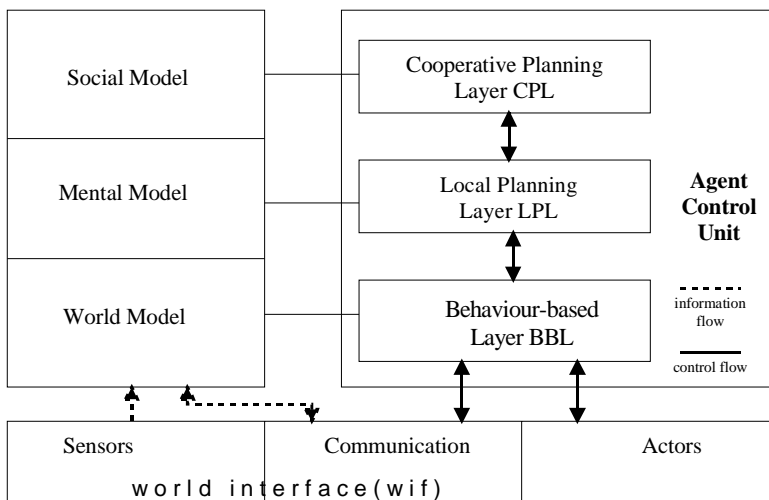 Social Model
Cooperative Planning
Layer CPL
Mental Model
Local Planning
Layer LPL
Agent
Control
Unit
World Model
Behaviour-based
Layer BBL
information
flow
control flow
Sensors
Communication
Actors
world interface(wif)